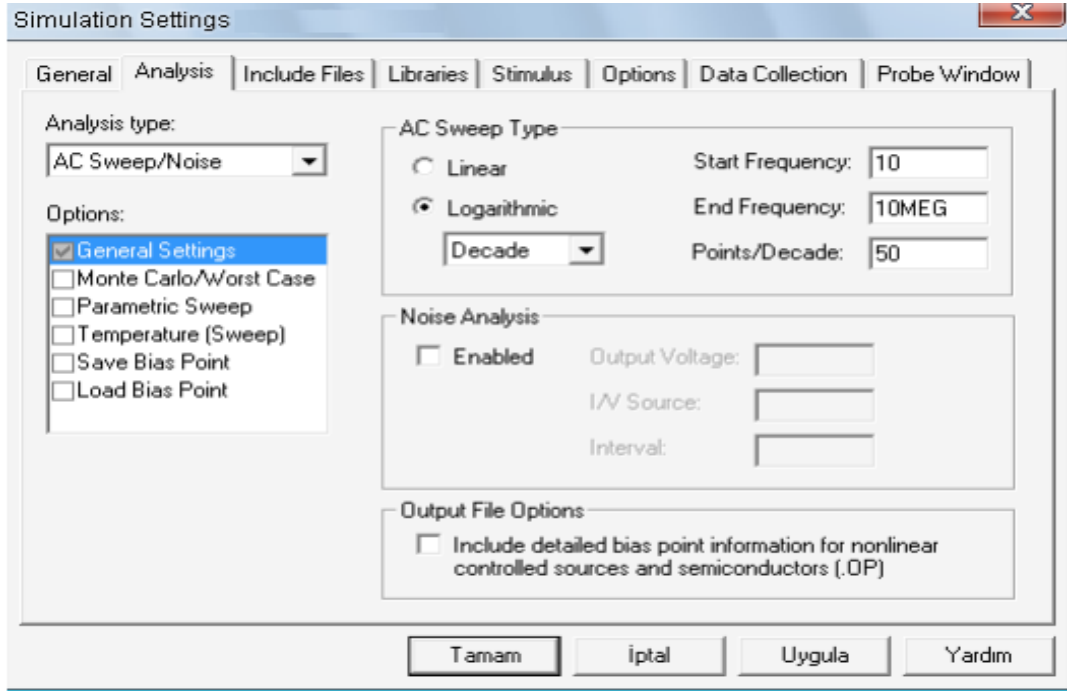 Simulation Settings
General Analysis Include Files Libraries Stimulus Options Data Collection Probe Window
Analysis type:
AC Sweep/Noise
Options:
General Settings
Monte Carlo/Worst Case
Parametric Sweep
Temperature (Sweep)
Save Bias Point
Load Bias Point
AC Sweep Type
Linear
Logarithmic
Decade
Start Frequency: 10
End Frequency: 10MEG
Points/Decade: 50
Noise Analysis
Enabled
Output Voltage:
I/V Source:
Interval:
Output File Options
Include detailed bias point information for nonlinear
controlled sources and semiconductors (.OP)
Tamam İptal Uygula Yardım